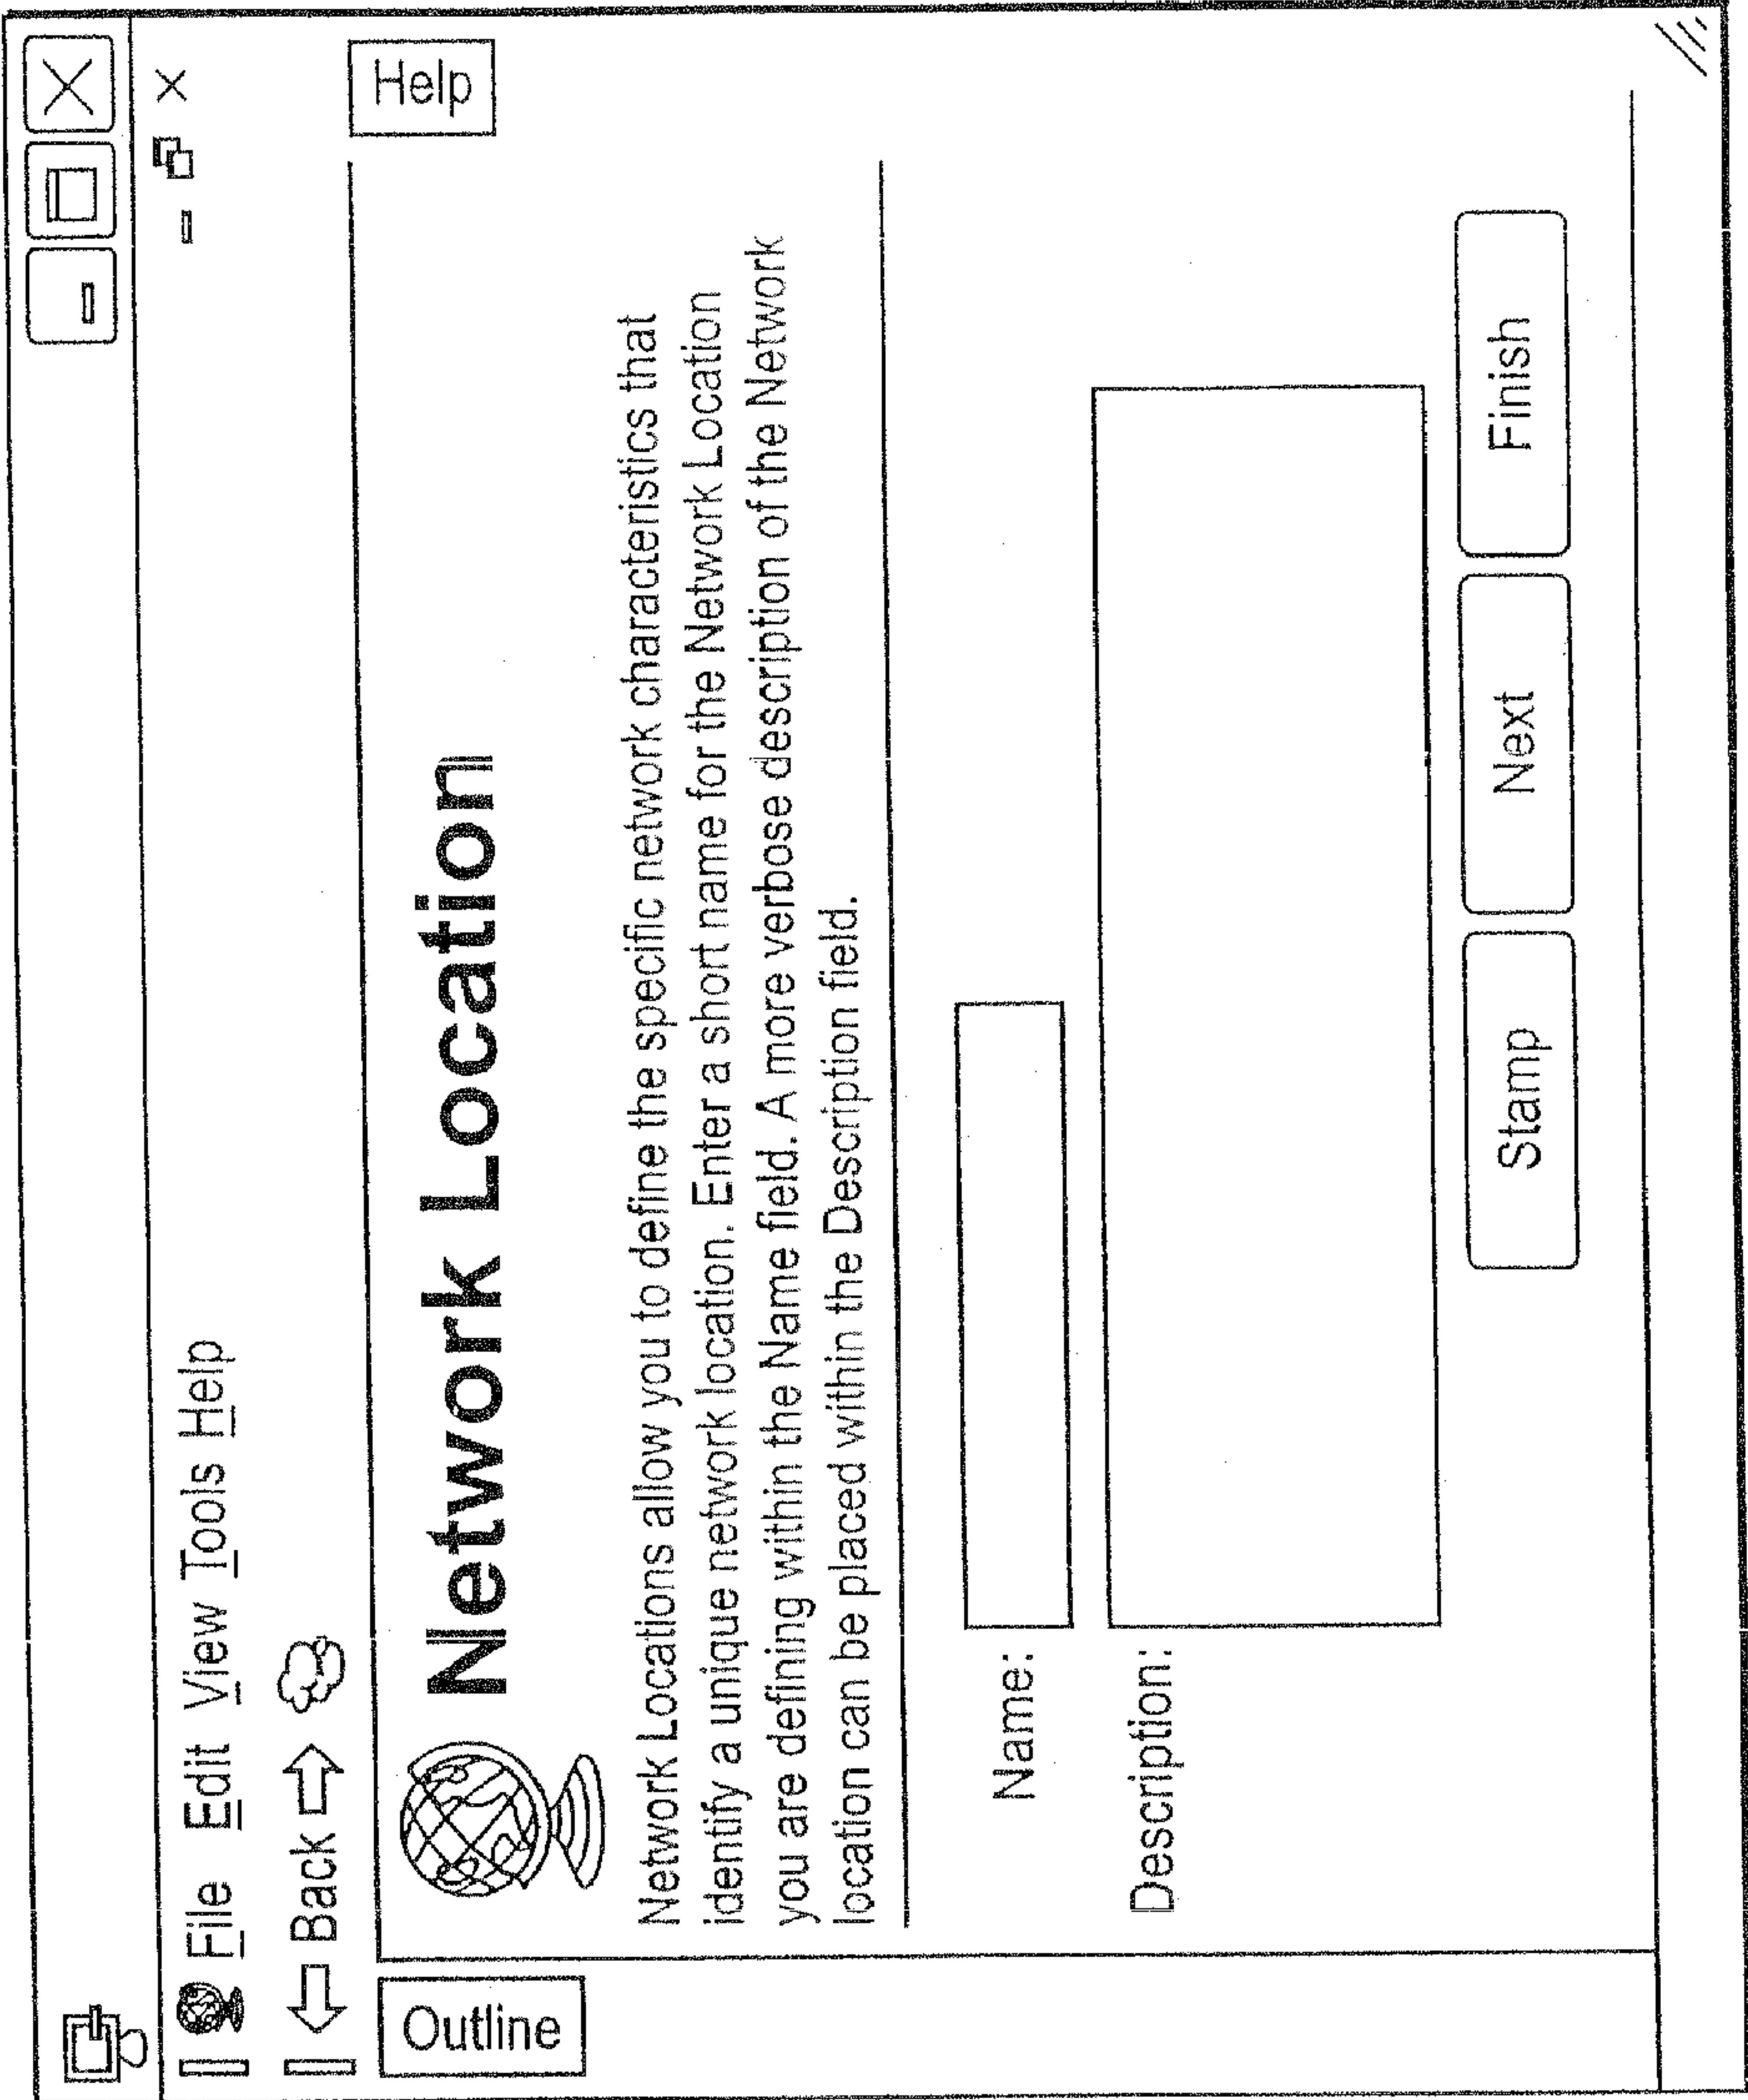 File Edit View Tools Help
Back
Outline
Help
Network Location
Network Locations allow you to define the specific network characteristics that
identify a unique network location. Enter a short name for the Network Location
you are defining within the Name field. A more verbose description of the Network
location can be placed within the Description field.
Name:
Description:
Stamp Next Finish